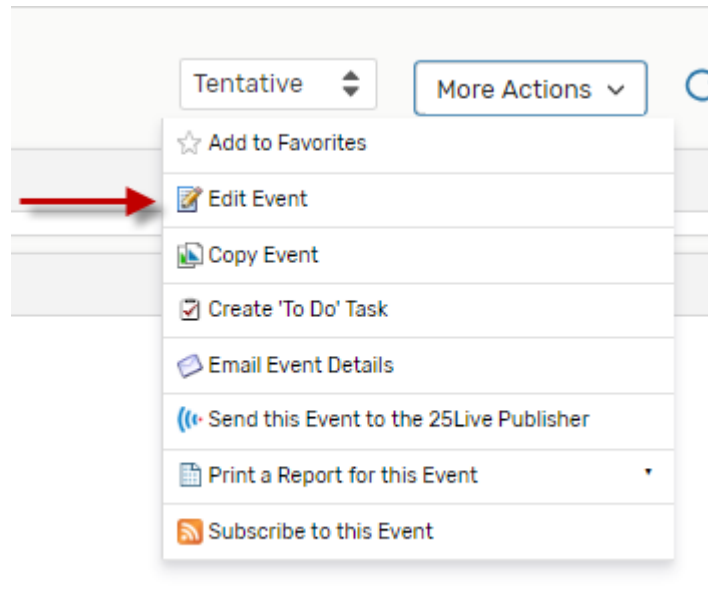 Tentative
More Actions
Add to Favorites
Edit Event
Copy Event
Create 'To Do' Task
Email Event Details
Send this Event to the 25Live Publisher
Print a Report for this Event
Subscribe to this Event